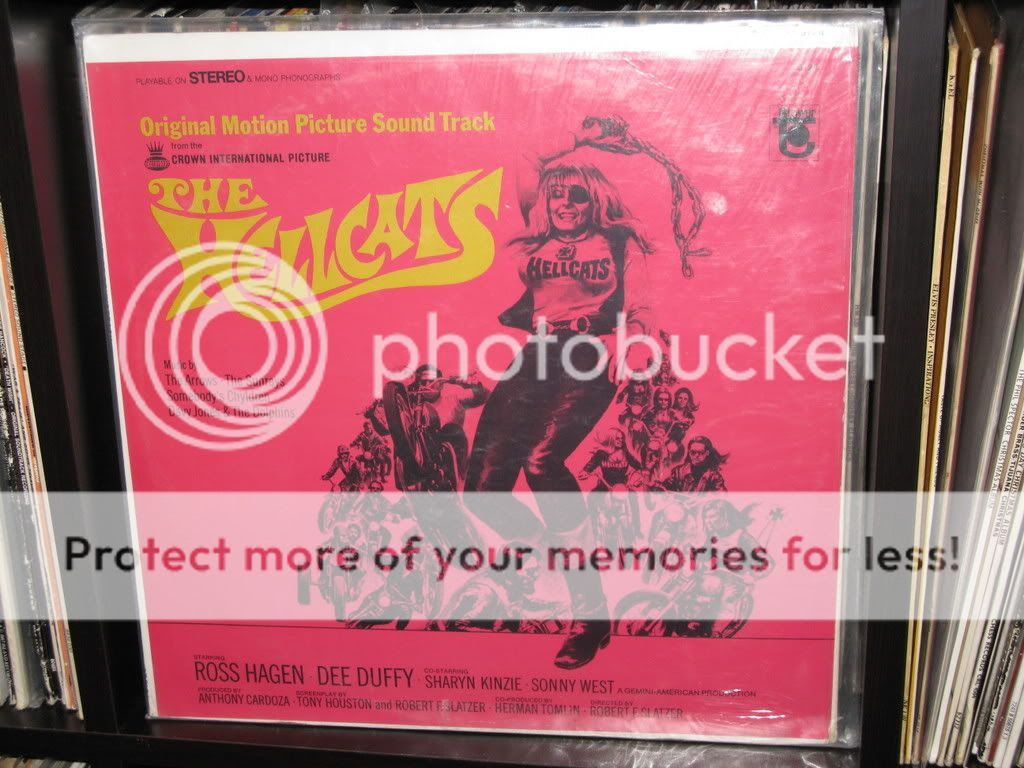 PLAYABLE ON STEREO & MONO PHONOGRAPHS
Original Motion Picture Sound Track
from the
CROWN INTERNATIONAL PICTURE
THE
HELLCATS
HELLCATS
Music by
The Arrows · The Sunrays
Somebody's Chyldren
Davy Jones & The Dolphins
photobucket
Protect more of your memories for less!
STARRING
ROSS HAGEN · DEE DUFFY · CO-STARRING SHARYN KINZIE · SONNY WEST A GEMINI-AMERICAN PRODUCTION
PRODUCED BY ANTHONY CARDOZA · SCREENPLAY BY TONY HOUSTON and ROBERT F. SLATZER · CO-PRODUCED BY HERMAN TOMLIN · DIRECTED BY ROBERT F. SLATZER
K-TEL
ELVIS PRESLEY · INSPIRATIONS